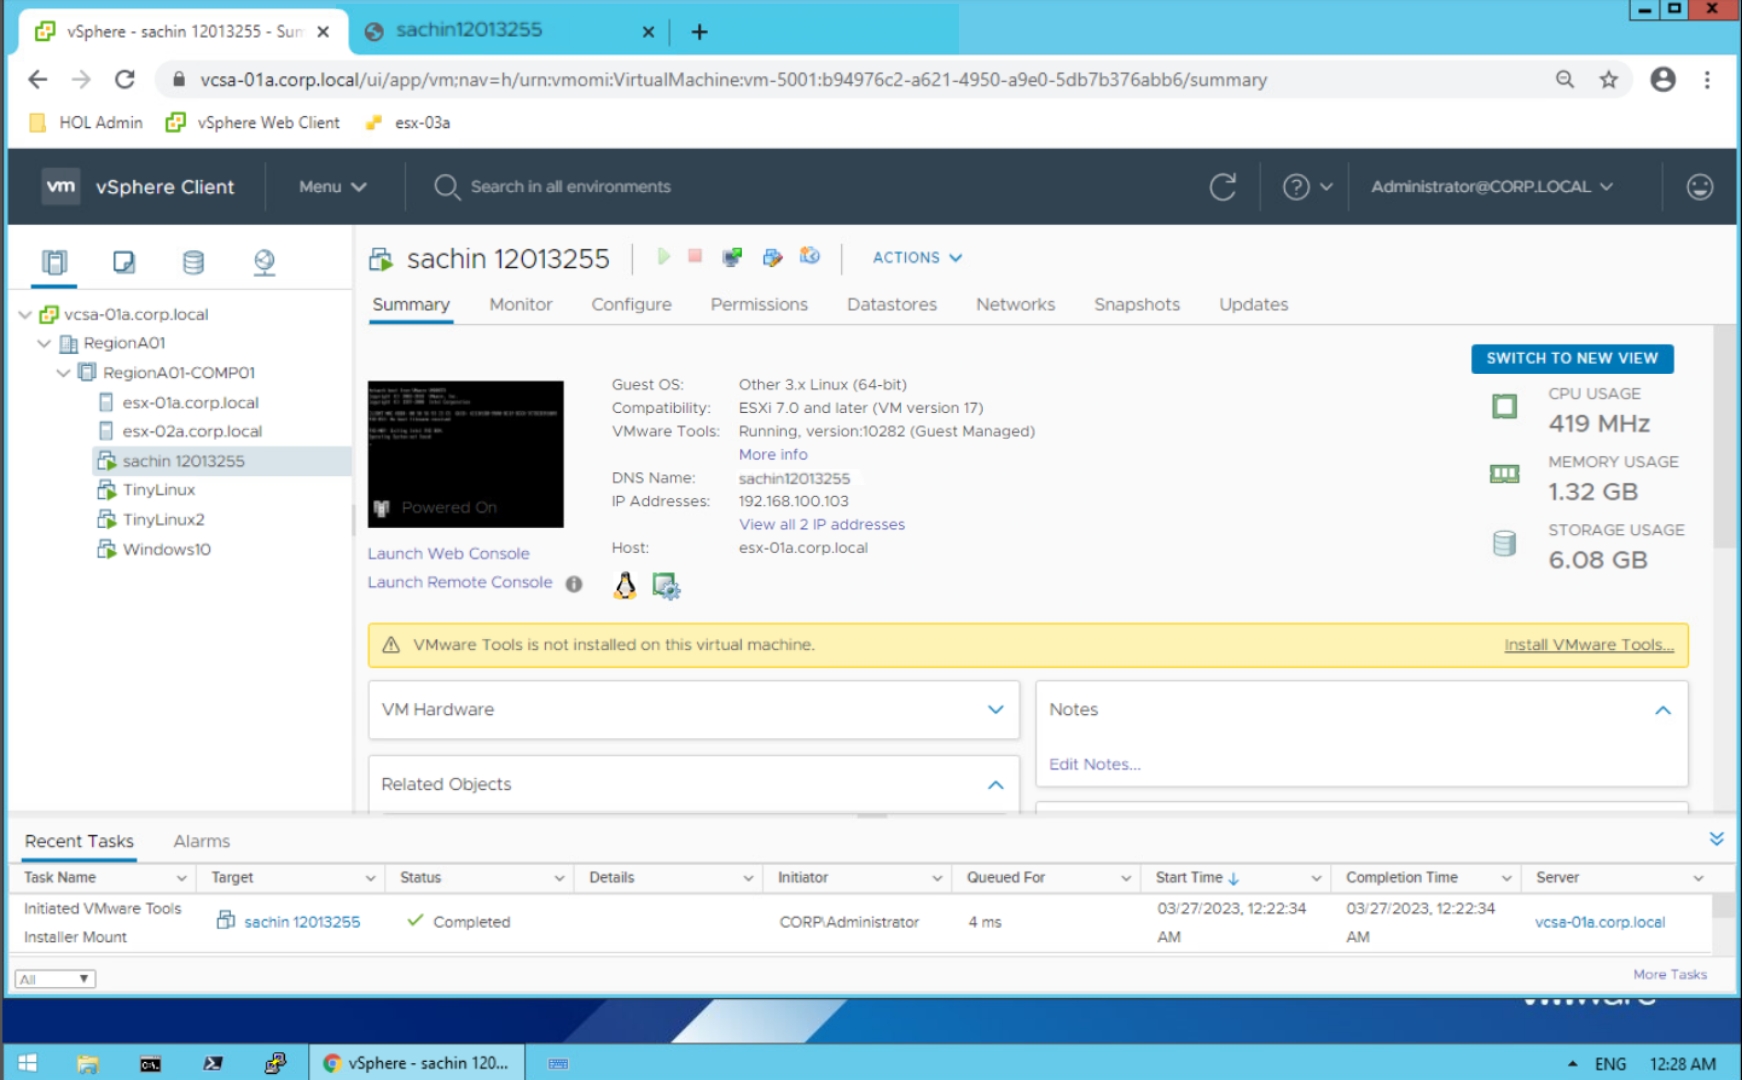 vSphere - sachin 12013255 - Sum
sachin12013255
vcsa-01a.corp.local/ui/app/vm;nav=h/urn:vmomi:VirtualMachine:vm-5001:b94976c2-a621-4950-a9e0-5db7b376abb6/summary
HOL Admin vSphere Web Client esx-03a
vm vSphere Client Menu Search in all environments Administrator@CORP.LOCAL
sachin 12013255 ACTIONS
Summary Monitor Configure Permissions Datastores Networks Snapshots Updates
vcsa-01a.corp.local
RegionA01
RegionA01-COMP01
esx-01a.corp.local
esx-02a.corp.local
sachin 12013255
TinyLinux
TinyLinux2
Windows10
Powered On
Launch Web Console
Launch Remote Console
Guest OS: Other 3.x Linux (64-bit)
Compatibility: ESXi 7.0 and later (VM version 17)
VMware Tools: Running, version:10282 (Guest Managed)
More info
DNS Name: sachin12013255
IP Addresses: 192.168.100.103
View all 2 IP addresses
Host: esx-01a.corp.local
SWITCH TO NEW VIEW
CPU USAGE
419 MHz
MEMORY USAGE
1.32 GB
STORAGE USAGE
6.08 GB
VMware Tools is not installed on this virtual machine. Install VMware Tools...
VM Hardware
Related Objects
Notes
Edit Notes...
Recent Tasks Alarms
Task Name Target Status Details Initiator Queued For Start Time Completion Time Server
Initiated VMware Tools Installer Mount sachin 12013255 Completed CORP\Administrator 4 ms 03/27/2023, 12:22:34 AM 03/27/2023, 12:22:34 AM vcsa-01a.corp.local
All More Tasks
vSphere - sachin 120... ENG 12:28 AM